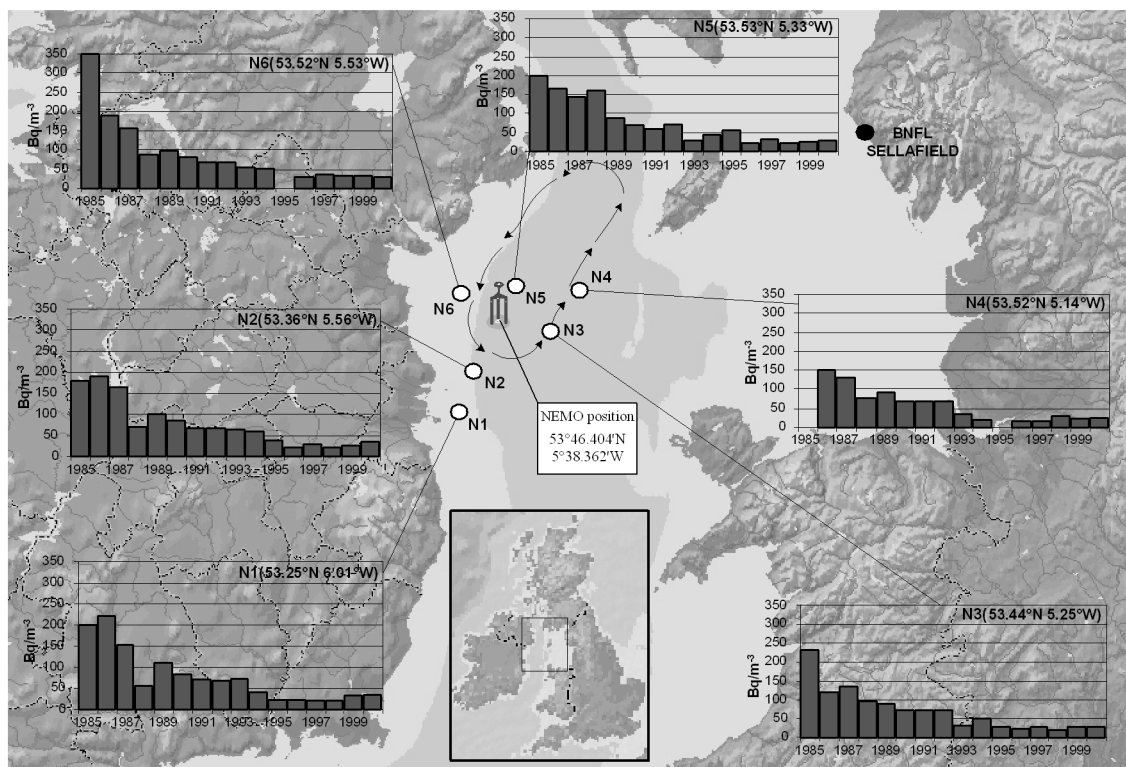 N6(53.52°N 5.53°W)
350
300
250
200
150
100
50
0
Bq/m⁻³
1985 1987 1989 1991 1993 1995 1997 1999
N5(53.53°N 5.33°W)
350
300
250
200
150
100
50
0
Bq/m⁻³
1985 1987 1989 1991 1993 1995 1997 1999
BNFL
SELLAFIELD
N6
N5
N4
N3
N2
N1
NEMO position
53°46.404'N
5°38.362'W
N2(53.36°N 5.56°W)
350
300
250
200
150
100
50
0
Bq/m⁻³
1985 1987 1989 1991 1993 1995 1997 1999
N4(53.52°N 5.14°W)
350
300
250
200
150
100
50
0
Bq/m⁻³
1985 1987 1989 1991 1993 1995 1997 1999
N1(53.25°N 6.01°W)
350
300
250
200
150
100
50
0
Bq/m⁻³
1985 1987 1989 1991 1993 1995 1997 1999
N3(53.44°N 5.25°W)
350
300
250
200
150
100
50
0
Bq/m⁻³
1985 1987 1989 1991 1993 1995 1997 1999